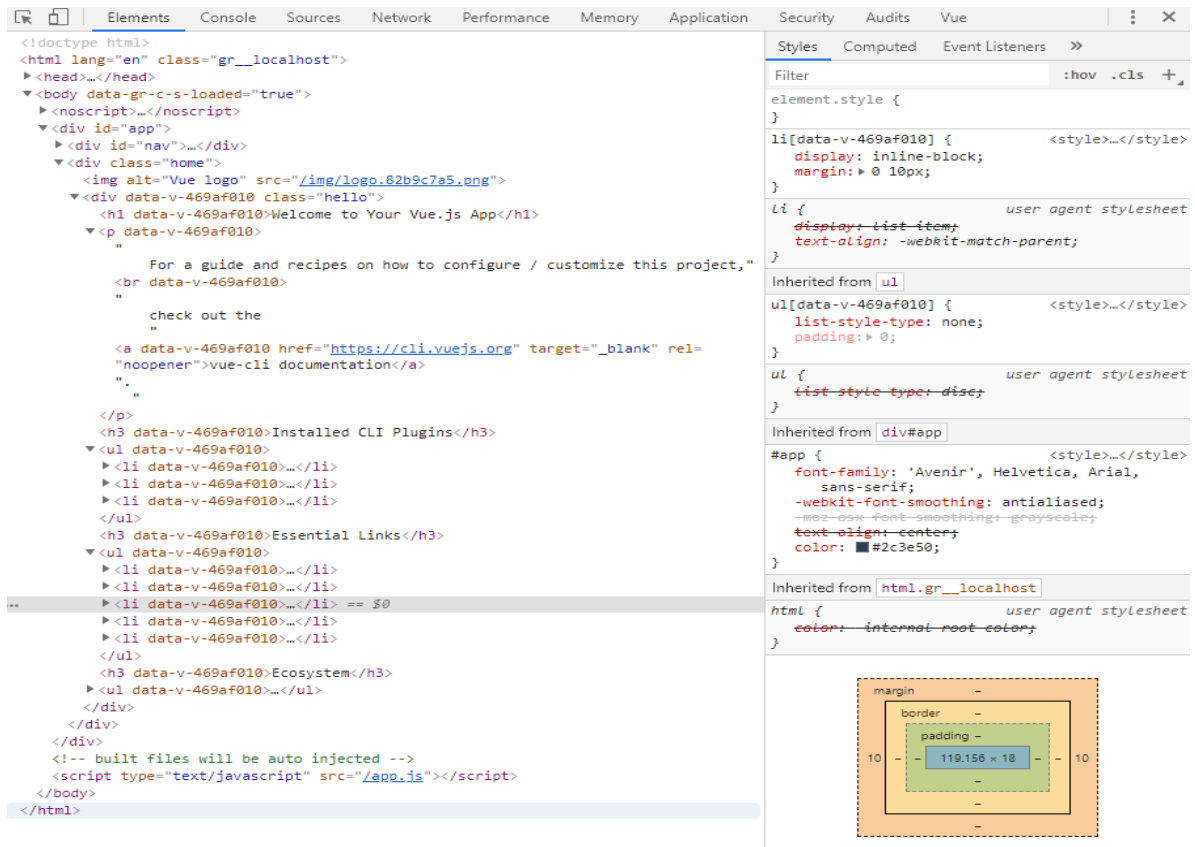 Elements Console Sources Network Performance Memory Application Security Audits Vue
<!doctype html>
<html lang="en" class="gr__localhost">
<head>…</head>
<body data-gr-c-s-loaded="true">
<noscript>…</noscript>
<div id="app">
<div id="nav">…</div>
<div class="home">
<img alt="Vue logo" src="/img/logo.82b9c7a5.png">
<div data-v-469af010 class="hello">
<h1 data-v-469af010>Welcome to Your Vue.js App</h1>
<p data-v-469af010>
"
For a guide and recipes on how to configure / customize this project,"
<br data-v-469af010>
"
check out the
"
<a data-v-469af010 href="https://cli.vuejs.org" target="_blank" rel=
"noopener">vue-cli documentation</a>
".
"
</p>
<h3 data-v-469af010>Installed CLI Plugins</h3>
<ul data-v-469af010>
<li data-v-469af010>…</li>
<li data-v-469af010>…</li>
<li data-v-469af010>…</li>
</ul>
<h3 data-v-469af010>Essential Links</h3>
<ul data-v-469af010>
<li data-v-469af010>…</li>
<li data-v-469af010>…</li>
<li data-v-469af010>…</li> == $0
<li data-v-469af010>…</li>
<li data-v-469af010>…</li>
</ul>
<h3 data-v-469af010>Ecosystem</h3>
<ul data-v-469af010>…</ul>
</div>
</div>
</div>
<!-- built files will be auto injected -->
<script type="text/javascript" src="/app.js"></script>
</body>
</html>
Styles Computed Event Listeners »
Filter :hov .cls +
element.style {
}
li[data-v-469af010] { <style>…</style>
display: inline-block;
margin: 0 10px;
}
li { user agent stylesheet
display: list-item;
text-align: -webkit-match-parent;
}
Inherited from ul
ul[data-v-469af010] { <style>…</style>
list-style-type: none;
padding: 0;
}
ul { user agent stylesheet
list-style-type: disc;
}
Inherited from div#app
#app { <style>…</style>
font-family: 'Avenir', Helvetica, Arial,
sans-serif;
-webkit-font-smoothing: antialiased;
-moz-osx-font-smoothing: grayscale;
text-align: center;
color: #2c3e50;
}
Inherited from html.gr__localhost
html { user agent stylesheet
color: -internal-root-color;
}
margin –
border –
padding –
10 – – 119.156 × 18 – – 10
–
–
–